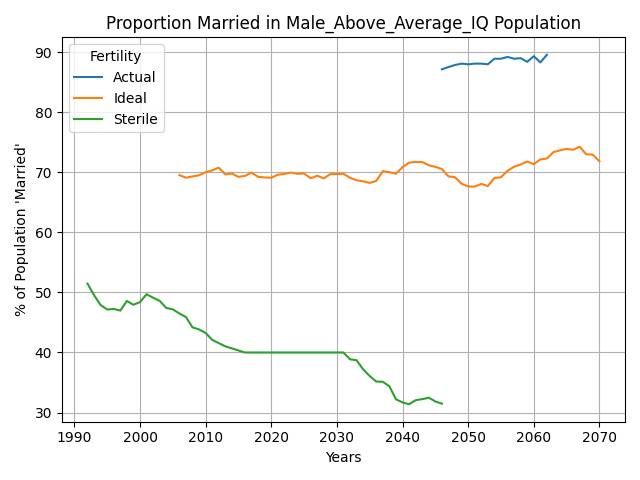 Proportion Married in Male_Above_Average_IQ Population
Fertility
Actual
Ideal
Sterile
% of Population 'Married'
90
80
70
60
50
40
30
1990 2000 2010 2020 2030 2040 2050 2060 2070
Years